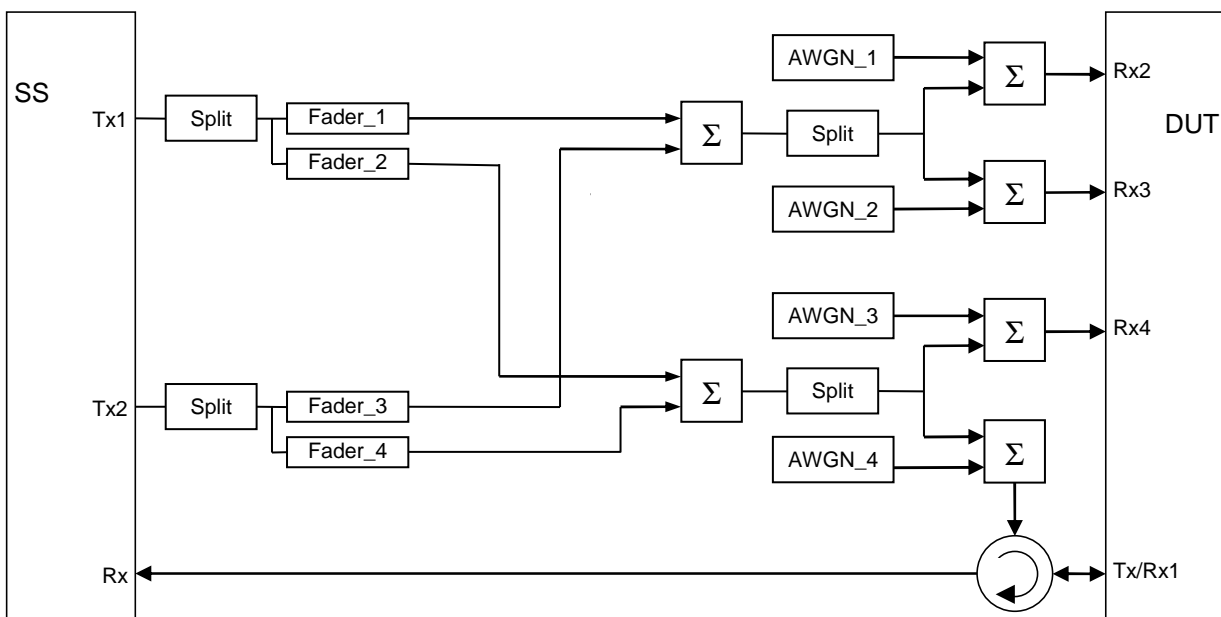 SS
DUT
Tx1
Split
Fader_1
Fader_2
Σ
Split
AWGN_1
Σ
Rx2
AWGN_2
Σ
Rx3
Tx2
Split
Fader_3
Fader_4
Σ
Split
AWGN_3
Σ
Rx4
AWGN_4
Σ
Rx
Tx/Rx1